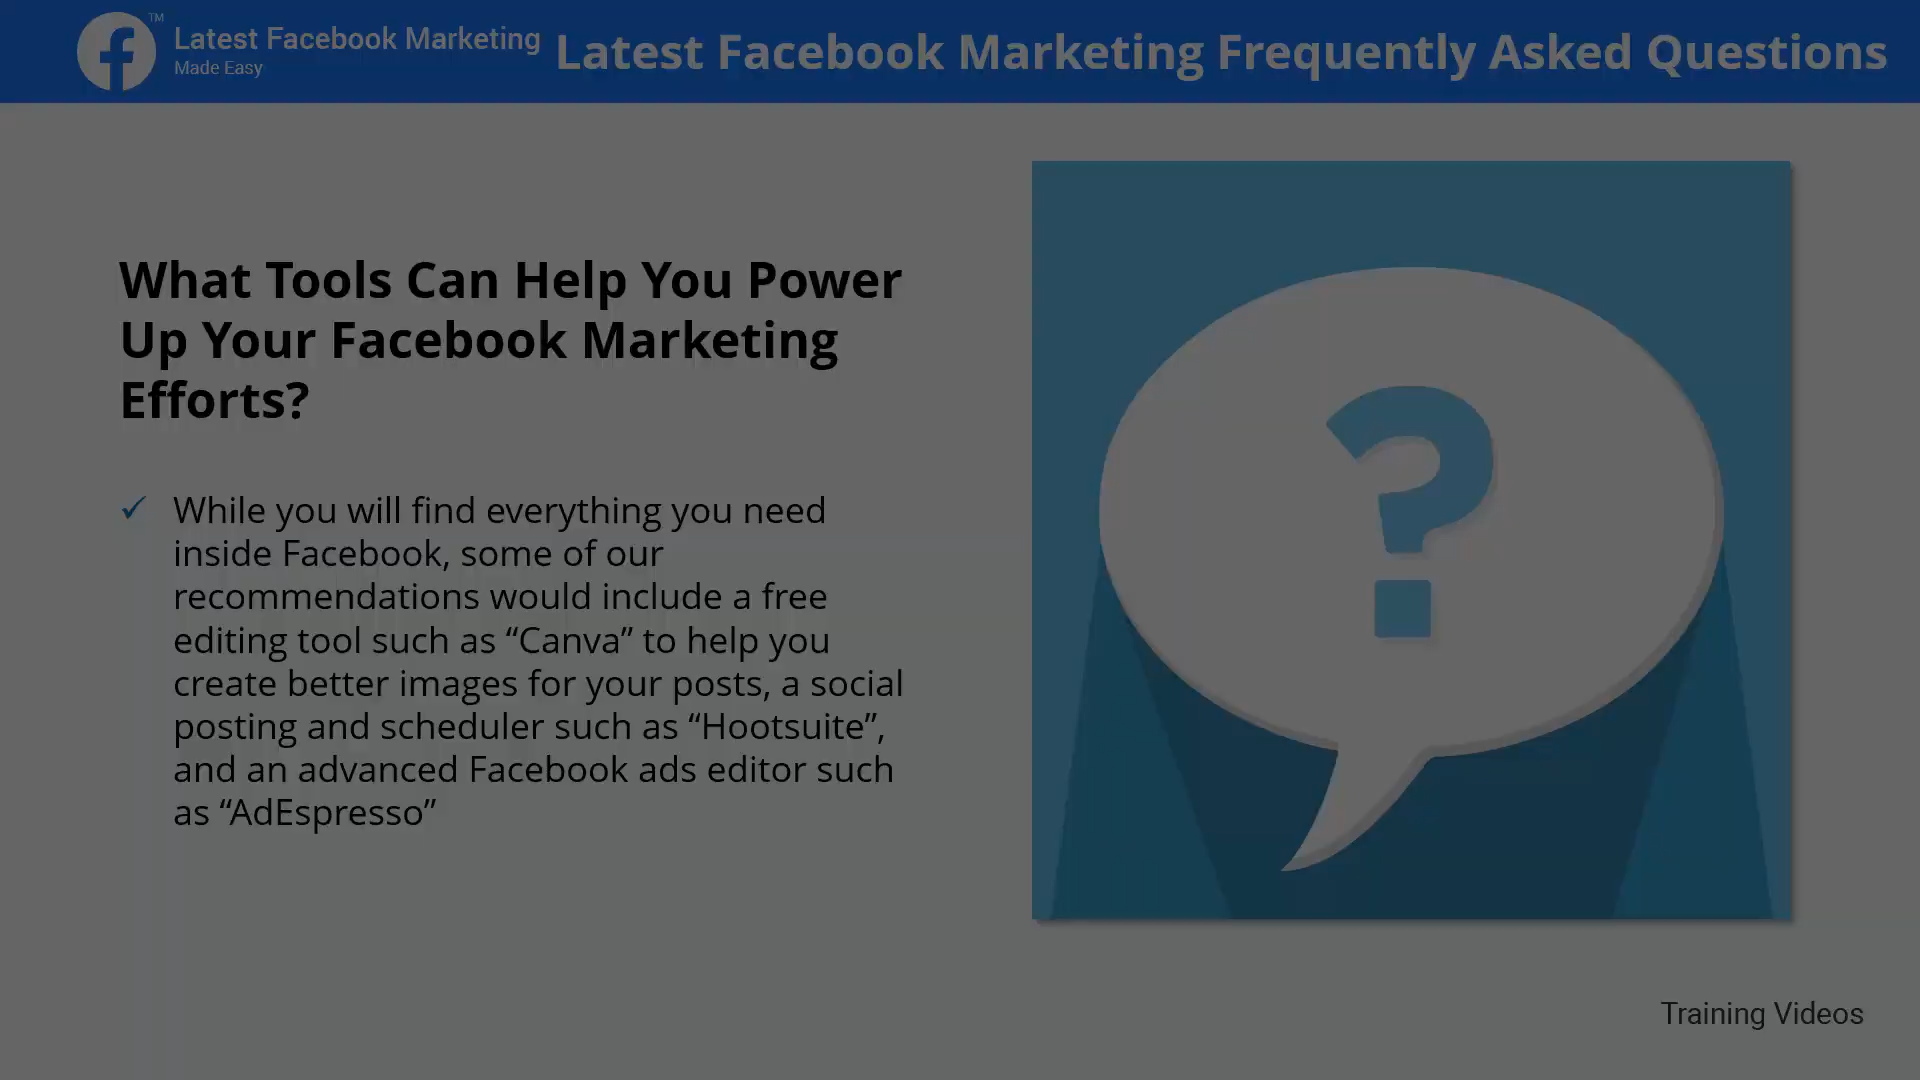 TM
Latest Facebook Marketing
Made Easy
Latest Facebook Marketing Frequently Asked Questions
What Tools Can Help You Power
Up Your Facebook Marketing
Efforts?
✓ While you will find everything you need
inside Facebook, some of our
recommendations would include a free
editing tool such as “Canva” to help you
create better images for your posts, a social
posting and scheduler such as “Hootsuite”,
and an advanced Facebook ads editor such
as “AdEspresso”
?
Training Videos